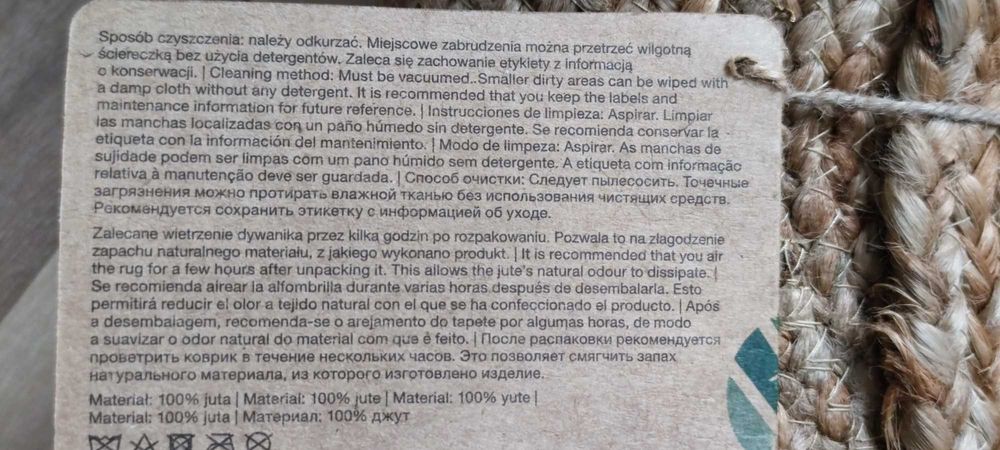 Sposób czyszczenia: należy odkurzać. Miejscowe zabrudzenia można przetrzeć wilgotną
ściereczką bez użycia detergentów. Zaleca się zachowanie etykiety z informacją
o konserwacji. | Cleaning method: Must be vacuumed..Smaller dirty areas can be wiped with
a damp cloth without any detergent. It is recommended that you keep the labels and
maintenance information for future reference. | Instrucciones de limpieza: Aspirar. Limpiar
las manchas localizadas con un paño húmedo sin detergente. Se recomienda conservar la
etiqueta con la información del mantenimiento. | Modo de limpeza: Aspirar. As manchas de
sujidade podem ser limpas com um pano húmido sem detergente. A etiqueta com informação
relativa à manutenção deve ser guardada. | Способ очистки: Следует пылесосить. Точечные
загрязнения можно протирать влажной тканью без использования чистящих средств.
Рекомендуется сохранить этикетку с информацией об уходе.
Zalecane wietrzenie dywanika przez kilka godzin po rozpakowaniu. Pozwala to na złagodzenie
zapachu naturalnego materiału, z jakiego wykonano produkt. | It is recommended that you air
the rug for a few hours after unpacking it. This allows the jute's natural odour to dissipate. |
Se recomienda airear la alfombrilla durante varias horas después de desembalarla. Esto
permitirá reducir el olor a tejido natural con el que se ha confeccionado el producto. | Após
a desembalagem, recomenda-se o arejamento do tapete por algumas horas, de modo
a suavizar o odor natural do material com que é feito. | После распаковки рекомендуется
проветрить коврик в течение нескольких часов. Это позволяет смягчить запах
натурального материала, из которого изготовлено изделие.
Materiał: 100% juta | Material: 100% jute | Material: 100% yute |
Material: 100% juta | Материал: 100% джут